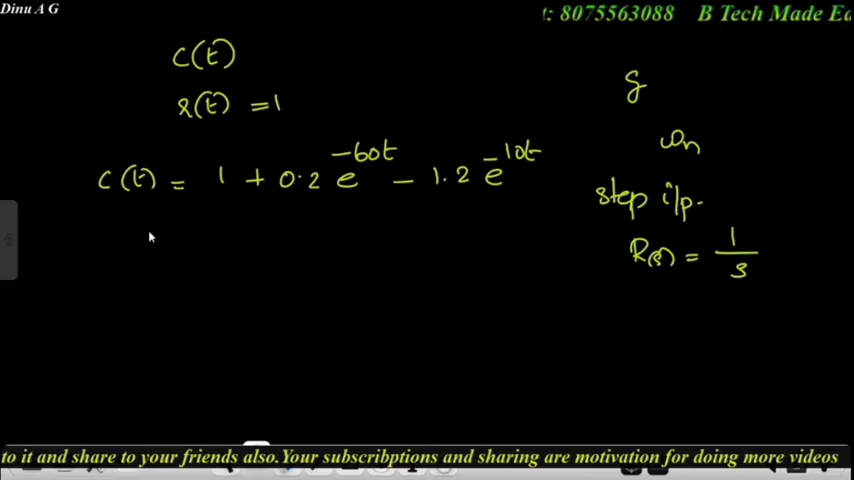 Dinu A G
t: 8075563088 B Tech Made Ea
C(t)
r(t) = 1
C(t) = 1 + 0.2 e^-60t - 1.2 e^-10t
ξ
ωn
step i/p.
R(s) = 1/s
to it and share to your friends also.Your subscribptions and sharing are motivation for doing more videos